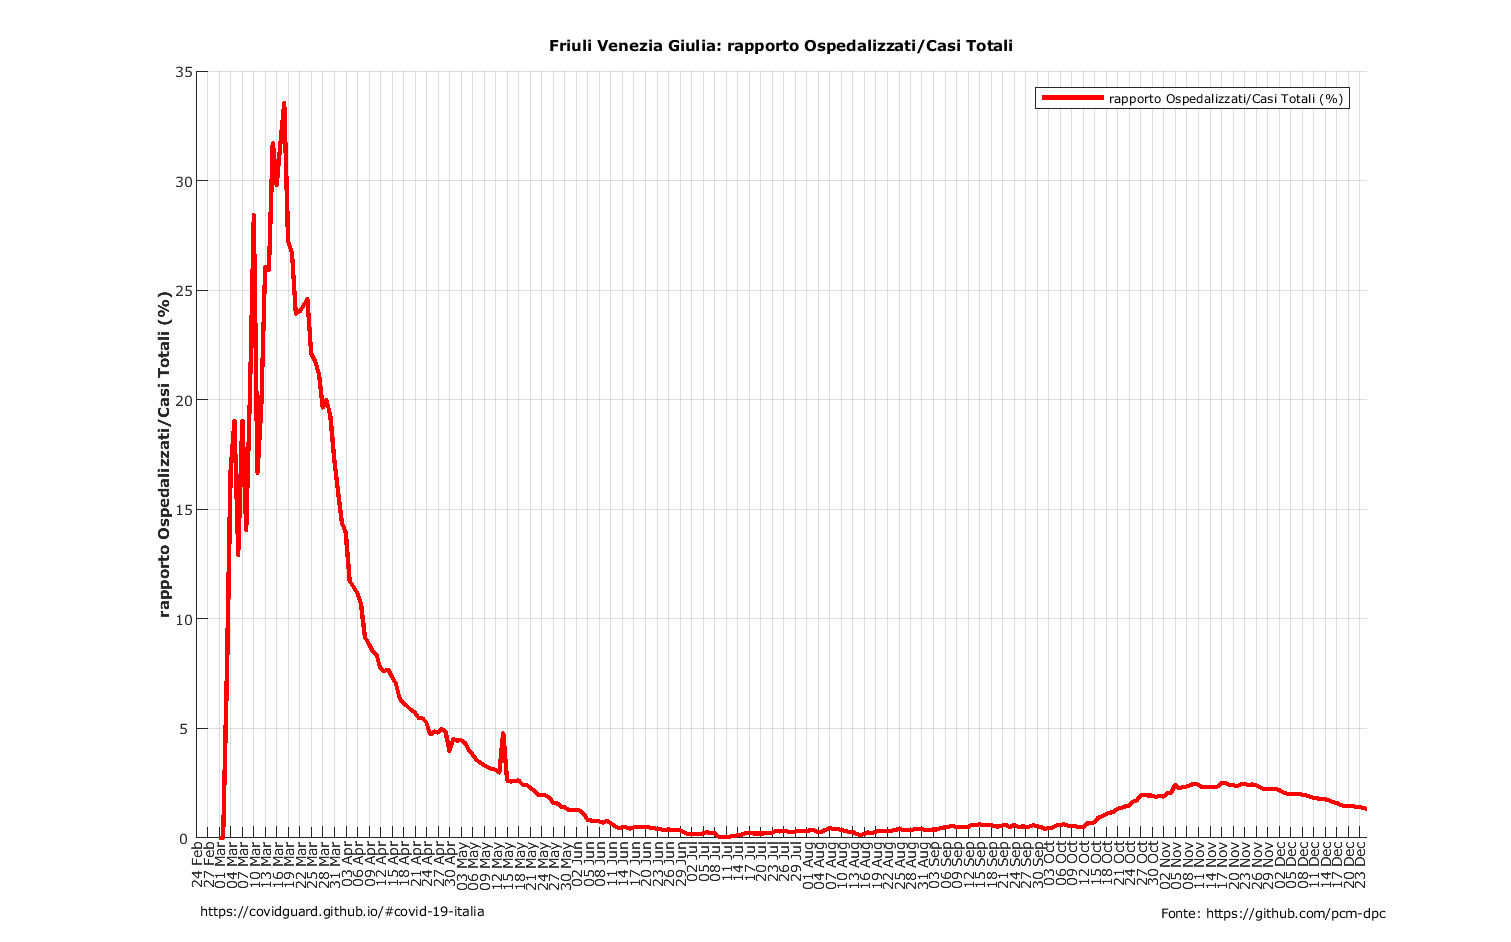 Friuli Venezia Giulia: rapporto Ospedalizzati/Casi Totali
rapporto Ospedalizzati/Casi Totali (%)
rapporto Ospedalizzati/Casi Totali (%)
35
30
25
20
15
10
5
0
24 Feb
27 Feb
01 Mar
04 Mar
07 Mar
10 Mar
13 Mar
16 Mar
19 Mar
22 Mar
25 Mar
28 Mar
31 Mar
03 Apr
06 Apr
09 Apr
12 Apr
15 Apr
18 Apr
21 Apr
24 Apr
27 Apr
30 Apr
03 May
06 May
09 May
12 May
15 May
18 May
21 May
24 May
27 May
30 May
02 Jun
05 Jun
08 Jun
11 Jun
14 Jun
17 Jun
20 Jun
23 Jun
26 Jun
29 Jun
02 Jul
05 Jul
08 Jul
11 Jul
14 Jul
17 Jul
20 Jul
23 Jul
26 Jul
29 Jul
01 Aug
04 Aug
07 Aug
10 Aug
13 Aug
16 Aug
19 Aug
22 Aug
25 Aug
28 Aug
31 Aug
03 Sep
06 Sep
09 Sep
12 Sep
15 Sep
18 Sep
21 Sep
24 Sep
27 Sep
30 Sep
03 Oct
06 Oct
09 Oct
12 Oct
15 Oct
18 Oct
21 Oct
24 Oct
27 Oct
30 Oct
02 Nov
05 Nov
08 Nov
11 Nov
14 Nov
17 Nov
20 Nov
23 Nov
26 Nov
29 Nov
02 Dec
05 Dec
08 Dec
11 Dec
14 Dec
17 Dec
20 Dec
23 Dec
https://covidguard.github.io/#covid-19-italia
Fonte: https://github.com/pcm-dpc